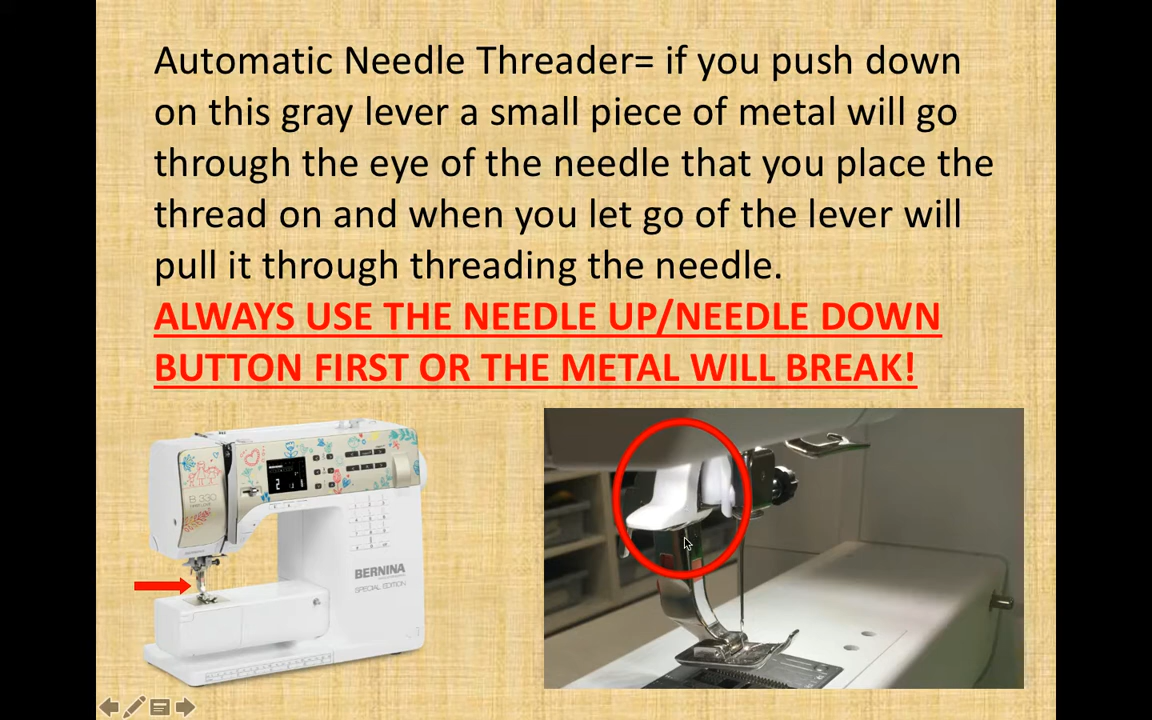 Automatic Needle Threader= if you push down
on this gray lever a small piece of metal will go
through the eye of the needle that you place the
thread on and when you let go of the lever will
pull it through threading the needle.
ALWAYS USE THE NEEDLE UP/NEEDLE DOWN
BUTTON FIRST OR THE METAL WILL BREAK!
B 330
BERNINA
SPECIAL EDITION